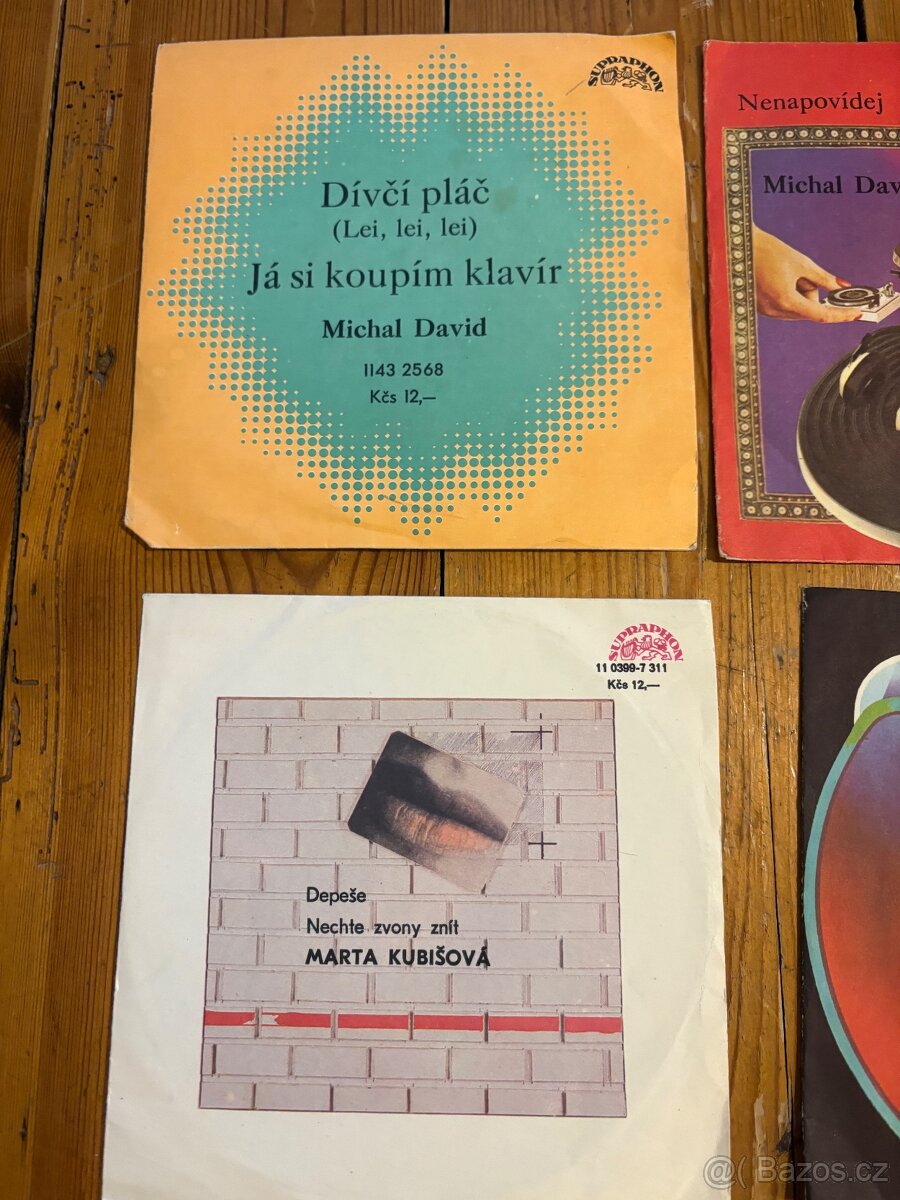 SUPRAPHON
Dívčí pláč
(Lei, lei, lei)
Já si koupím klavír
Michal David
1143 2568
Kčs 12,—
Nenapovídej
Michal
SUPRAPHON
11 0399-7 311
Kčs 12,—
Depeše
Nechte zvony znít
MARTA KUBIŠOVÁ
@( Bazos.cz